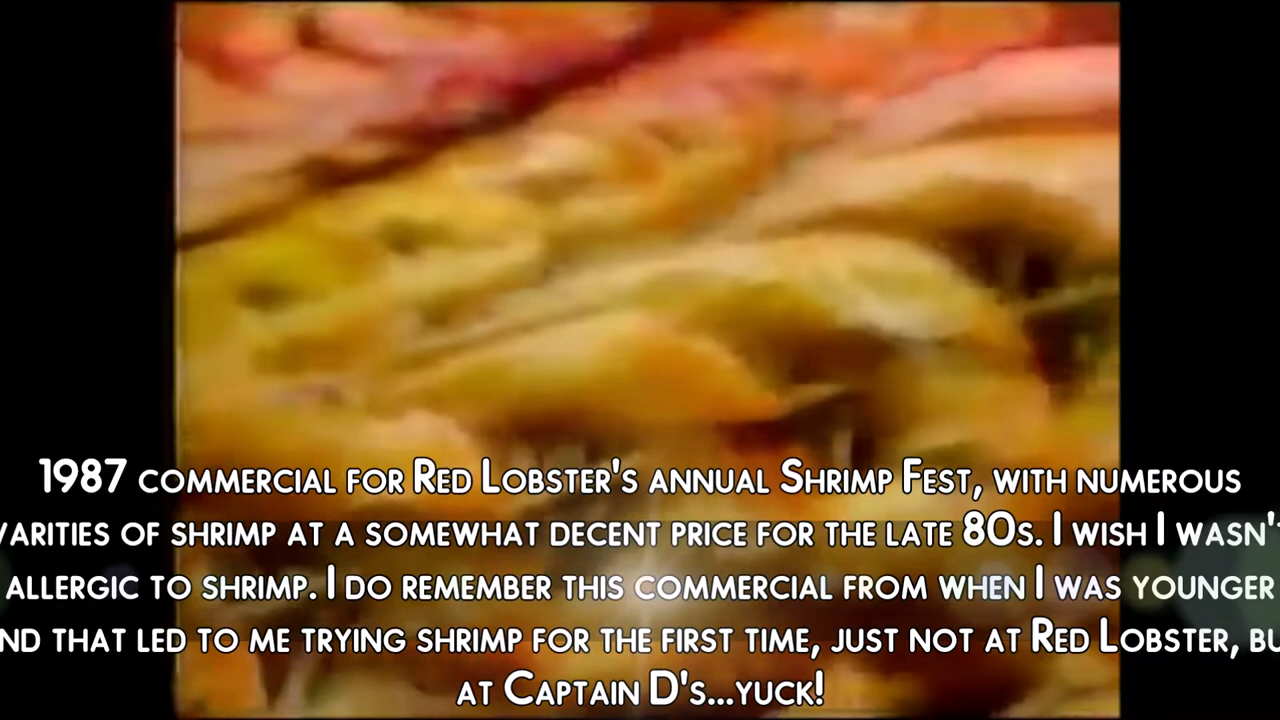 1987 commercial for Red Lobster's annual Shrimp Fest, with numerous
varities of shrimp at a somewhat decent price for the late 80s. I wish I wasn't
allergic to shrimp. I do remember this commercial from when I was younger
and that led to me trying shrimp for the first time, just not at Red Lobster, but
at Captain D's...yuck!